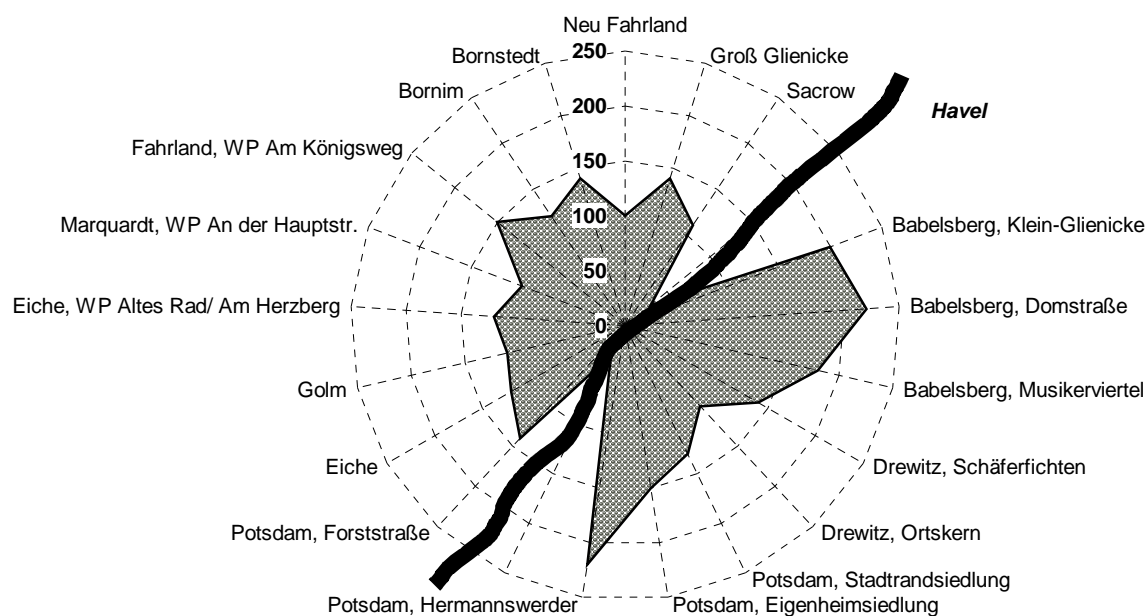 Neu Fahrland
Bornstedt
250
Groß Glienicke
Bornim
Sacrow
200
Havel
Fahrland, WP Am Königsweg
150
Marquardt, WP An der Hauptstr.
100
Babelsberg, Klein-Glienicke
50
Eiche, WP Altes Rad/ Am Herzberg
0
Babelsberg, Domstraße
Golm
Babelsberg, Musikerviertel
Eiche
Drewitz, Schäferfichten
Potsdam, Forststraße
Drewitz, Ortskern
Potsdam, Stadtrandsiedlung
Potsdam, Hermannswerder
Potsdam, Eigenheimsiedlung